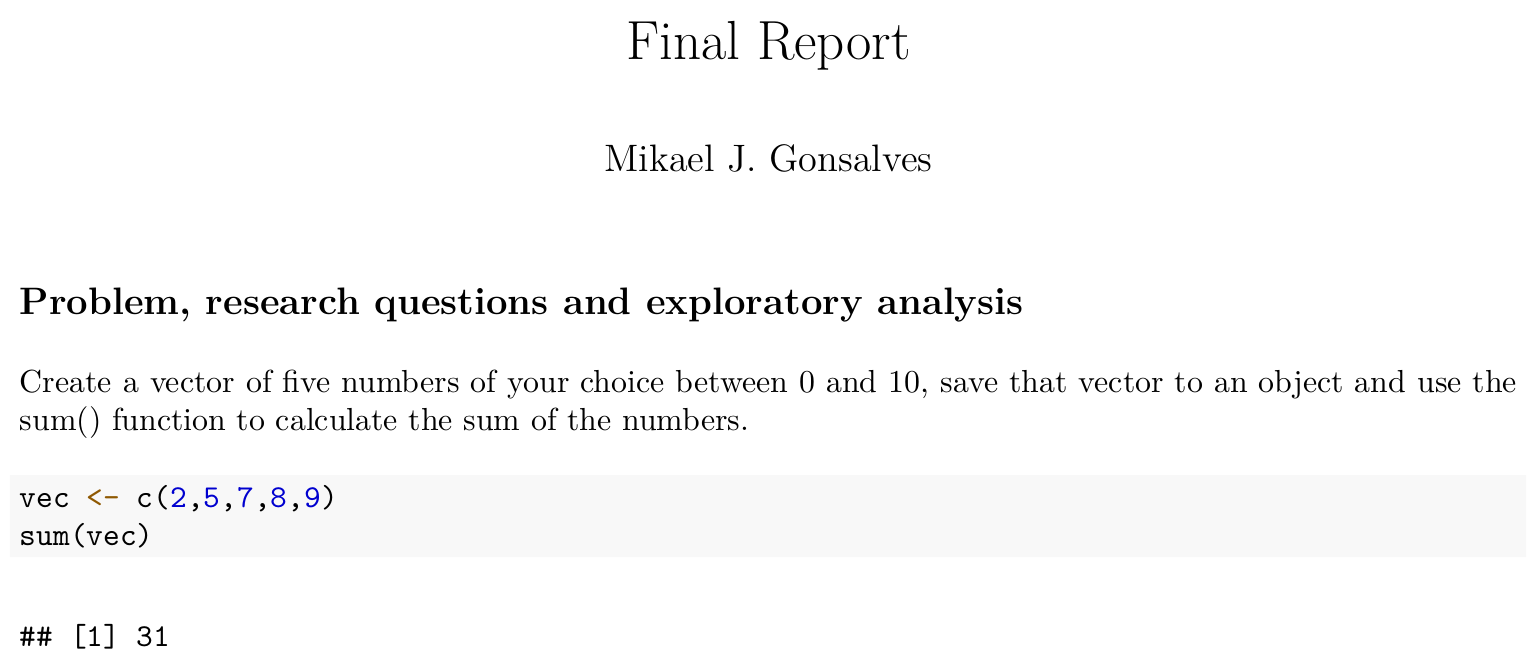 Final Report
Mikael J. Gonsalves
Problem, research questions and exploratory analysis
Create a vector of five numbers of your choice between 0 and 10, save that vector to an object and use the
sum() function to calculate the sum of the numbers.
vec <- c(2,5,7,8,9)
sum(vec)
## [1] 31